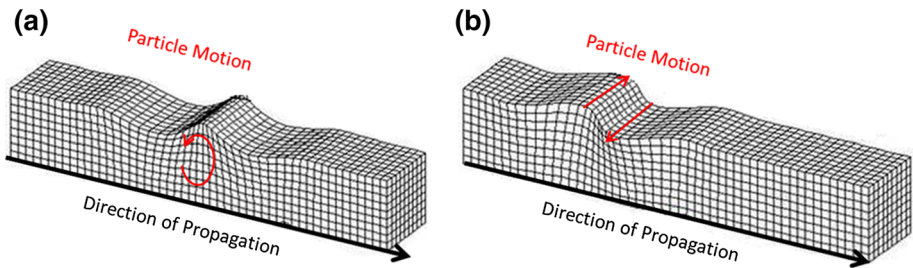 (a)
Particle Motion
Direction of Propagation
(b)
Particle Motion
Direction of Propagation